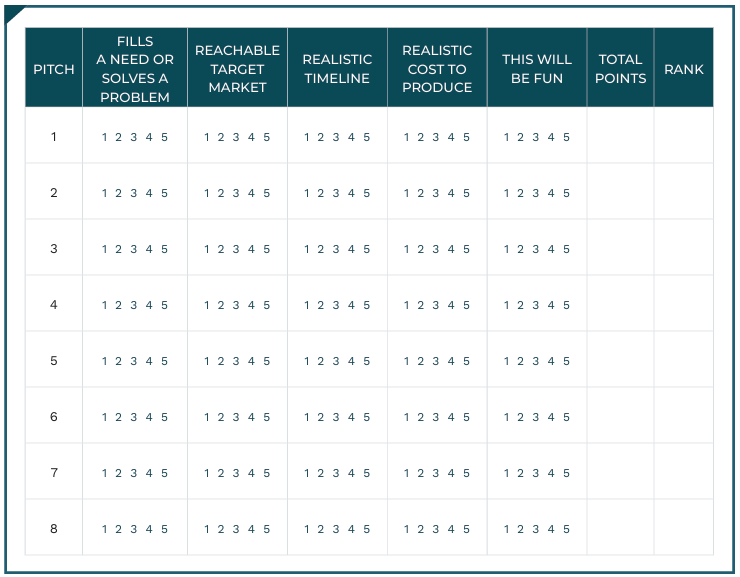 PITCH
FILLS
A NEED OR
SOLVES A
PROBLEM
REACHABLE
TARGET
MARKET
REALISTIC
TIMELINE
REALISTIC
COST TO
PRODUCE
THIS WILL
BE FUN
TOTAL
POINTS
RANK
1 1 2 3 4 5 1 2 3 4 5 1 2 3 4 5 1 2 3 4 5 1 2 3 4 5
2 1 2 3 4 5 1 2 3 4 5 1 2 3 4 5 1 2 3 4 5 1 2 3 4 5
3 1 2 3 4 5 1 2 3 4 5 1 2 3 4 5 1 2 3 4 5 1 2 3 4 5
4 1 2 3 4 5 1 2 3 4 5 1 2 3 4 5 1 2 3 4 5 1 2 3 4 5
5 1 2 3 4 5 1 2 3 4 5 1 2 3 4 5 1 2 3 4 5 1 2 3 4 5
6 1 2 3 4 5 1 2 3 4 5 1 2 3 4 5 1 2 3 4 5 1 2 3 4 5
7 1 2 3 4 5 1 2 3 4 5 1 2 3 4 5 1 2 3 4 5 1 2 3 4 5
8 1 2 3 4 5 1 2 3 4 5 1 2 3 4 5 1 2 3 4 5 1 2 3 4 5